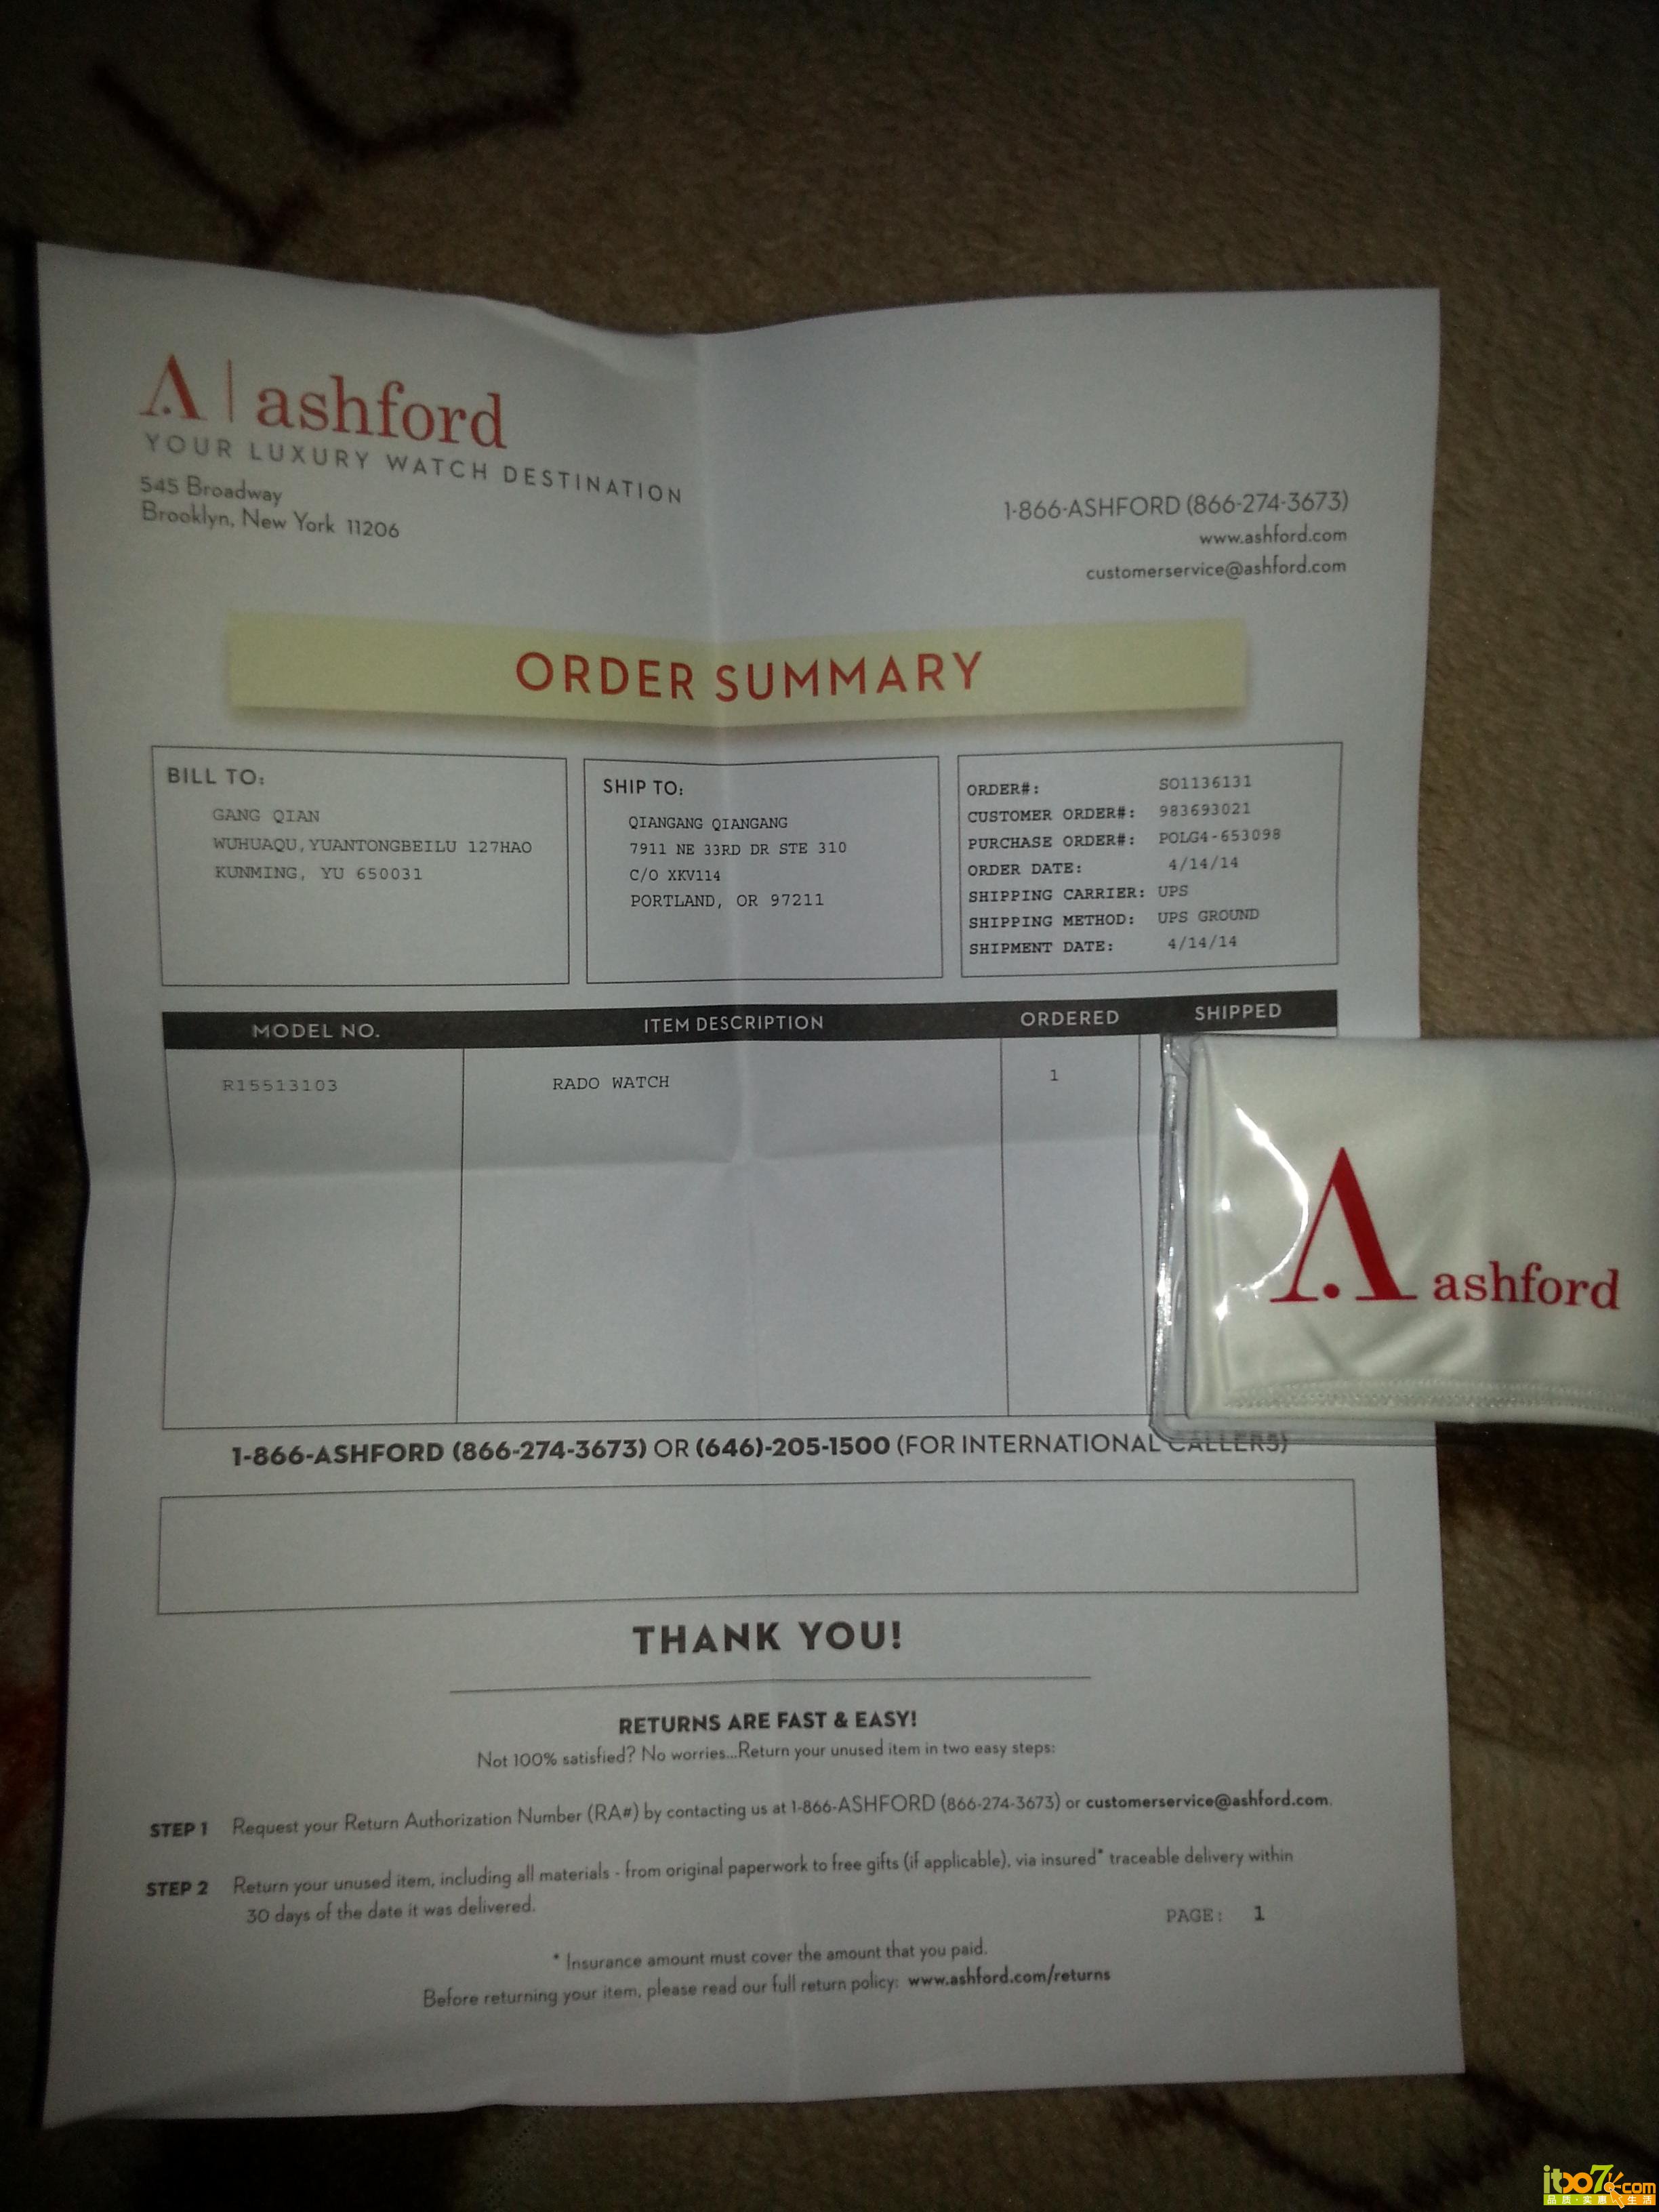 A | ashford
YOUR LUXURY WATCH DESTINATION
545 Broadway
Brooklyn, New York 11206
1-866-ASHFORD (866-274-3673)
www.ashford.com
customerservice@ashford.com
ORDER SUMMARY
BILL TO:
GANG QIAN
WUHUAQU,YUANTONGBEILU 127HAO
KUNMING, YU 650031
SHIP TO:
QIANGANG QIANGANG
7911 NE 33RD DR STE 310
C/O XKV114
PORTLAND, OR 97211
ORDER#: SO1136131
CUSTOMER ORDER#: 983693021
PURCHASE ORDER#: POLG4-653098
ORDER DATE: 4/14/14
SHIPPING CARRIER: UPS
SHIPPING METHOD: UPS GROUND
SHIPMENT DATE: 4/14/14
MODEL NO. ITEM DESCRIPTION ORDERED SHIPPED
R15513103 RADO WATCH 1
A ashford
1-866-ASHFORD (866-274-3673) OR (646)-205-1500 (FOR INTERNATIONAL CALLERS)
THANK YOU!
RETURNS ARE FAST & EASY!
Not 100% satisfied? No worries...Return your unused item in two easy steps:
STEP 1 Request your Return Authorization Number (RA#) by contacting us at 1-866-ASHFORD (866-274-3673) or customerservice@ashford.com.
STEP 2 Return your unused item, including all materials - from original paperwork to free gifts (if applicable), via insured* traceable delivery within
30 days of the date it was delivered.
PAGE: 1
* Insurance amount must cover the amount that you paid.
Before returning your item, please read our full return policy: www.ashford.com/returns
itoo7k.com
品质·实惠·生活